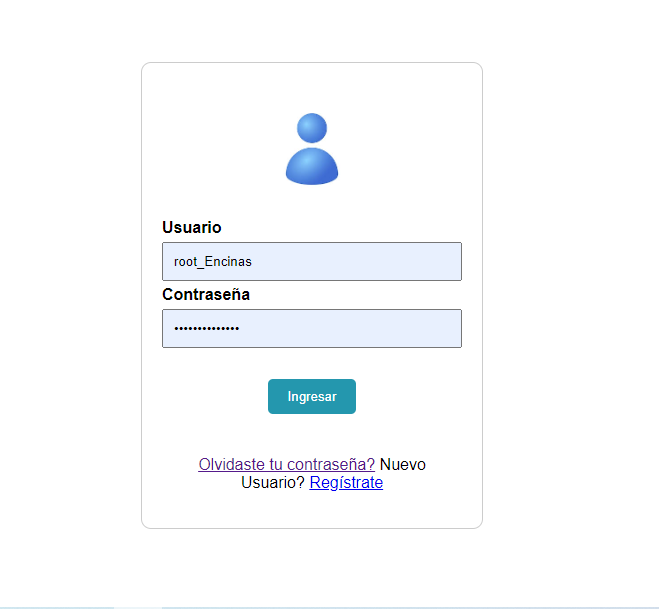 Usuario
root_Encinas
Contraseña
••••••••••••••
Ingresar
Olvidaste tu contraseña? Nuevo
Usuario? Regístrate